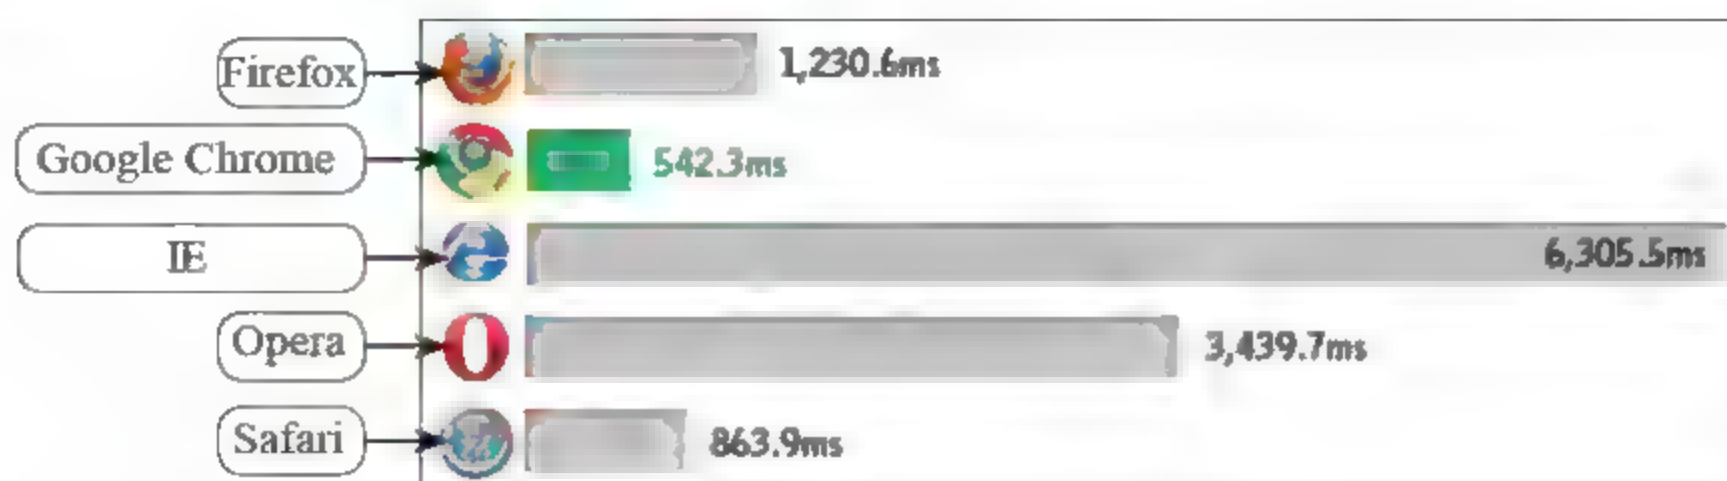 Firefox 1,230.6ms
Google Chrome 542.3ms
IE 6,305.5ms
Opera 3,439.7ms
Safari 863.9ms